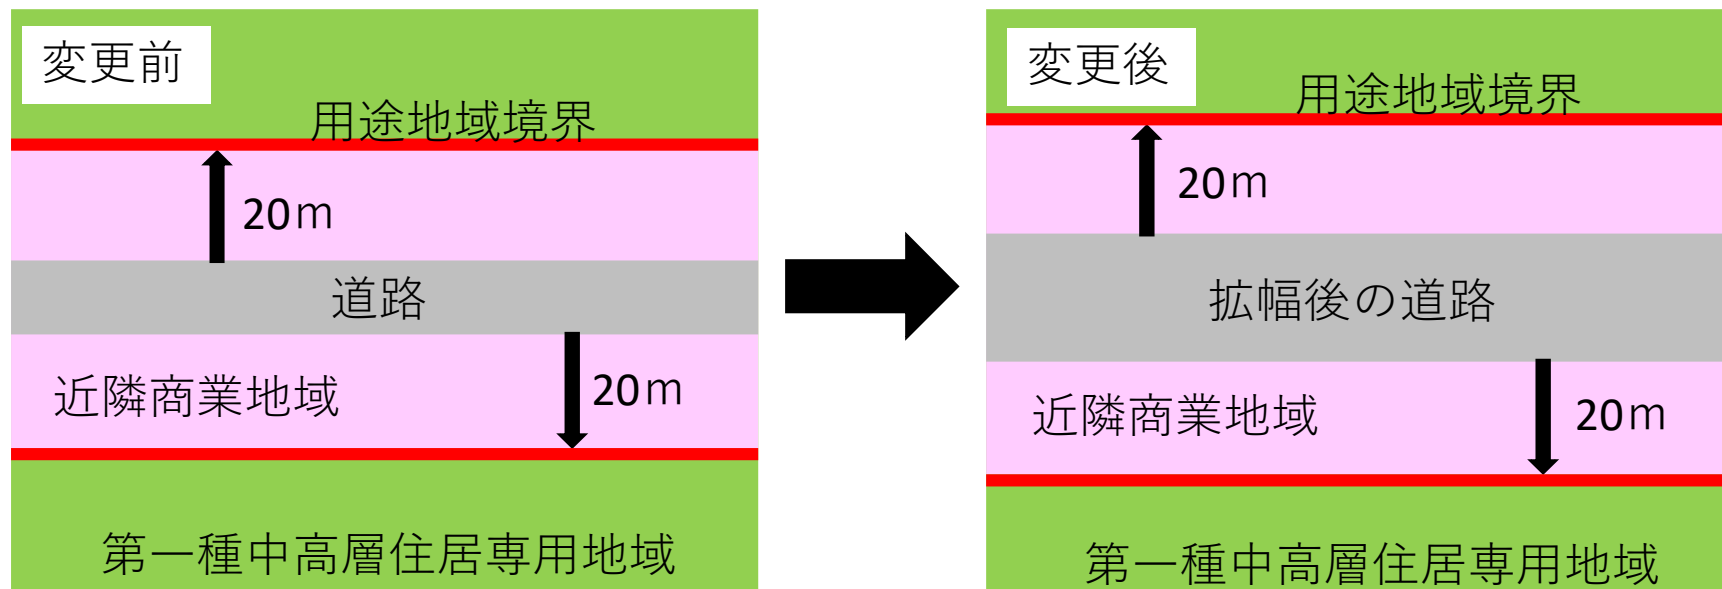 変更前
用途地域境界
20ｍ
道路
近隣商業地域
20ｍ
第一種中高層住居専用地域
変更後
用途地域境界
20ｍ
拡幅後の道路
近隣商業地域
20ｍ
第一種中高層住居専用地域